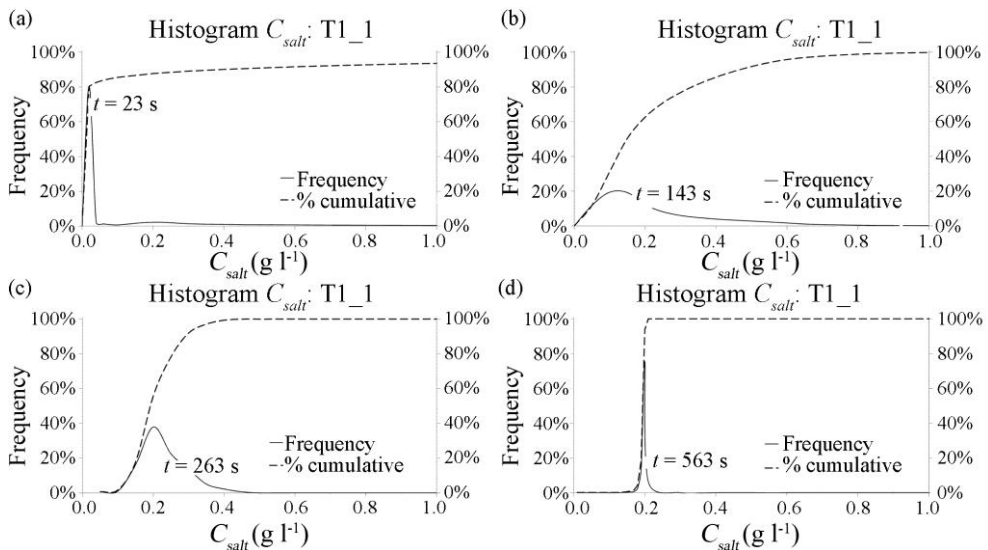 (a)
Histogram C_salt: T1_1
100%
80%
60%
40%
20%
0%
Frequency
t = 23 s
Frequency
% cumulative
100%
80%
60%
40%
20%
0%
0.0 0.2 0.4 0.6 0.8 1.0
C_salt (g l⁻¹)
(b)
Histogram C_salt: T1_1
100%
80%
60%
40%
20%
0%
Frequency
t = 143 s
Frequency
% cumulative
100%
80%
60%
40%
20%
0%
0.0 0.2 0.4 0.6 0.8 1.0
C_salt (g l⁻¹)
(c)
Histogram C_salt: T1_1
100%
80%
60%
40%
20%
0%
Frequency
t = 263 s
Frequency
% cumulative
100%
80%
60%
40%
20%
0%
0.0 0.2 0.4 0.6 0.8 1.0
C_salt (g l⁻¹)
(d)
Histogram C_salt: T1_1
100%
80%
60%
40%
20%
0%
Frequency
t = 563 s
Frequency
% cumulative
100%
80%
60%
40%
20%
0%
0.0 0.2 0.4 0.6 0.8 1.0
C_salt (g l⁻¹)